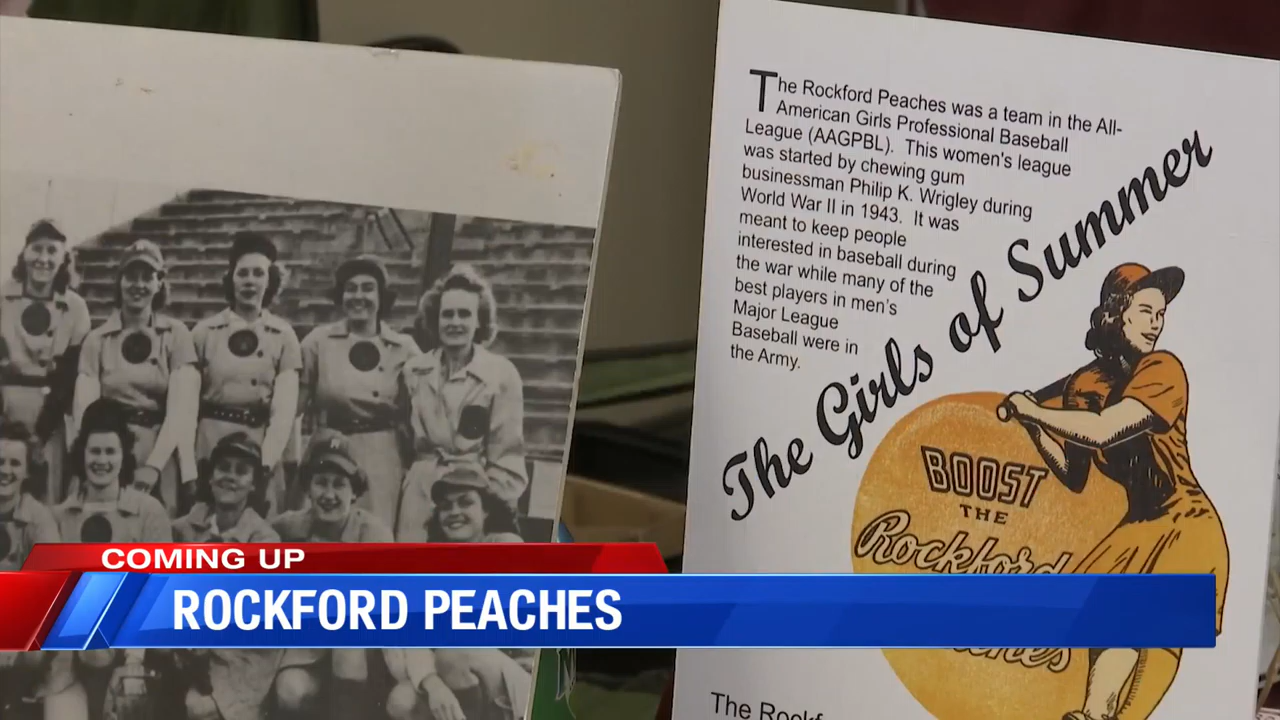 The Rockford Peaches was a team in the All-
American Girls Professional Baseball
League (AAGPBL). This women's league
was started by chewing gum
businessman Philip K. Wrigley during
World War II in 1943. It was
meant to keep people
interested in baseball during
the war while many of the
best players in men's
Major League
Baseball were in
the Army.
The Girls of Summer
BOOST
THE
Rockford
COMING UP
ROCKFORD PEACHES
The